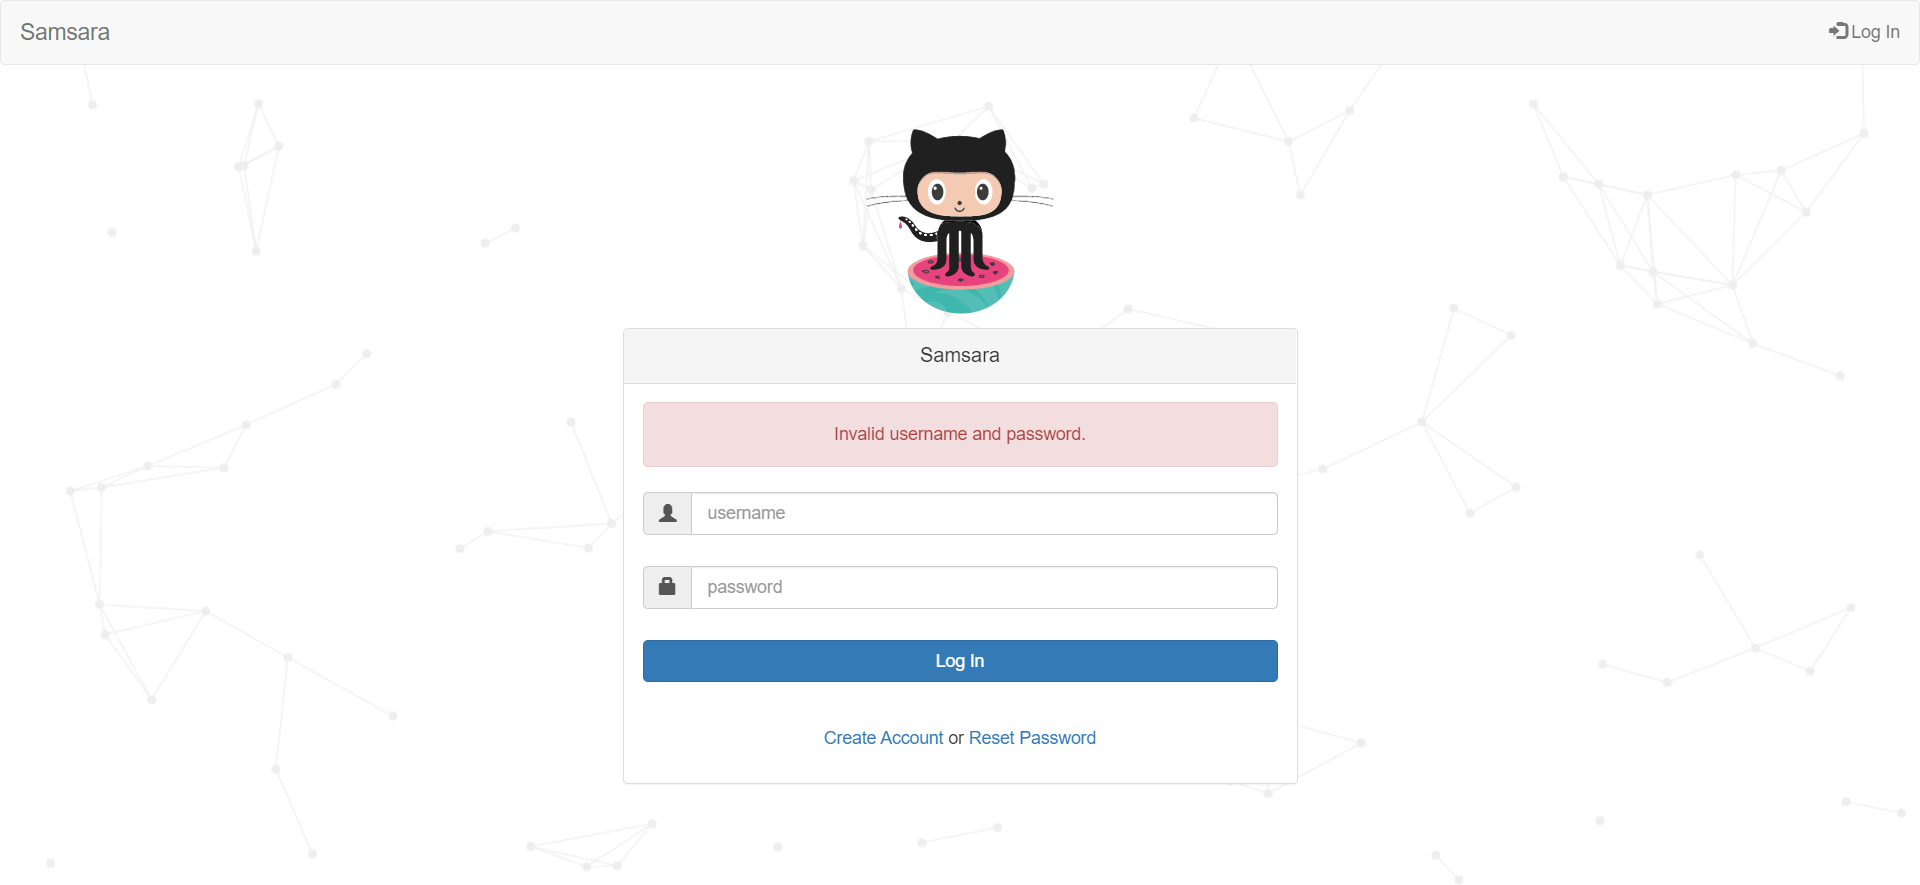 Samsara
Log In
Samsara
Invalid username and password.
username
password
Log In
Create Account or Reset Password